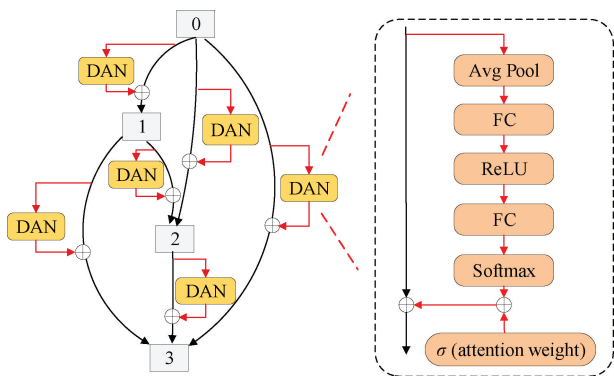 0
DAN
1
DAN
DAN
DAN
DAN
2
DAN
3
Avg Pool
FC
ReLU
FC
Softmax
σ (attention weight)